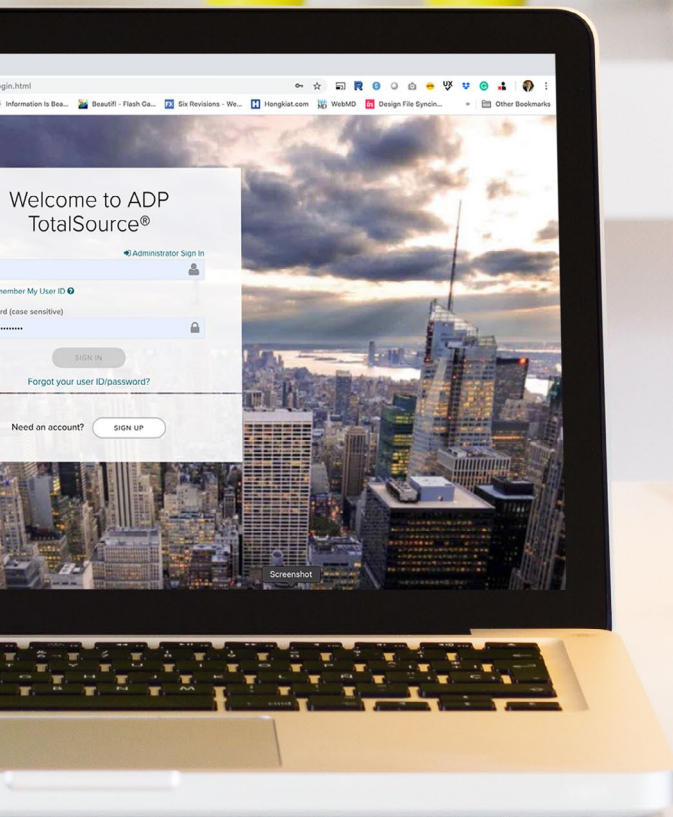 gin.html
Information Is Bea...
Beautifl - Flash Ga...
Six Revisions - We...
Hongkiat.com
WebMD
Design File Syncin...
»
Other Bookmarks
Welcome to ADP
TotalSource®
Administrator Sign In
ember My User ID
rd (case sensitive)
SIGN IN
Forgot your user ID/password?
Need an account?
SIGN UP
Screenshot